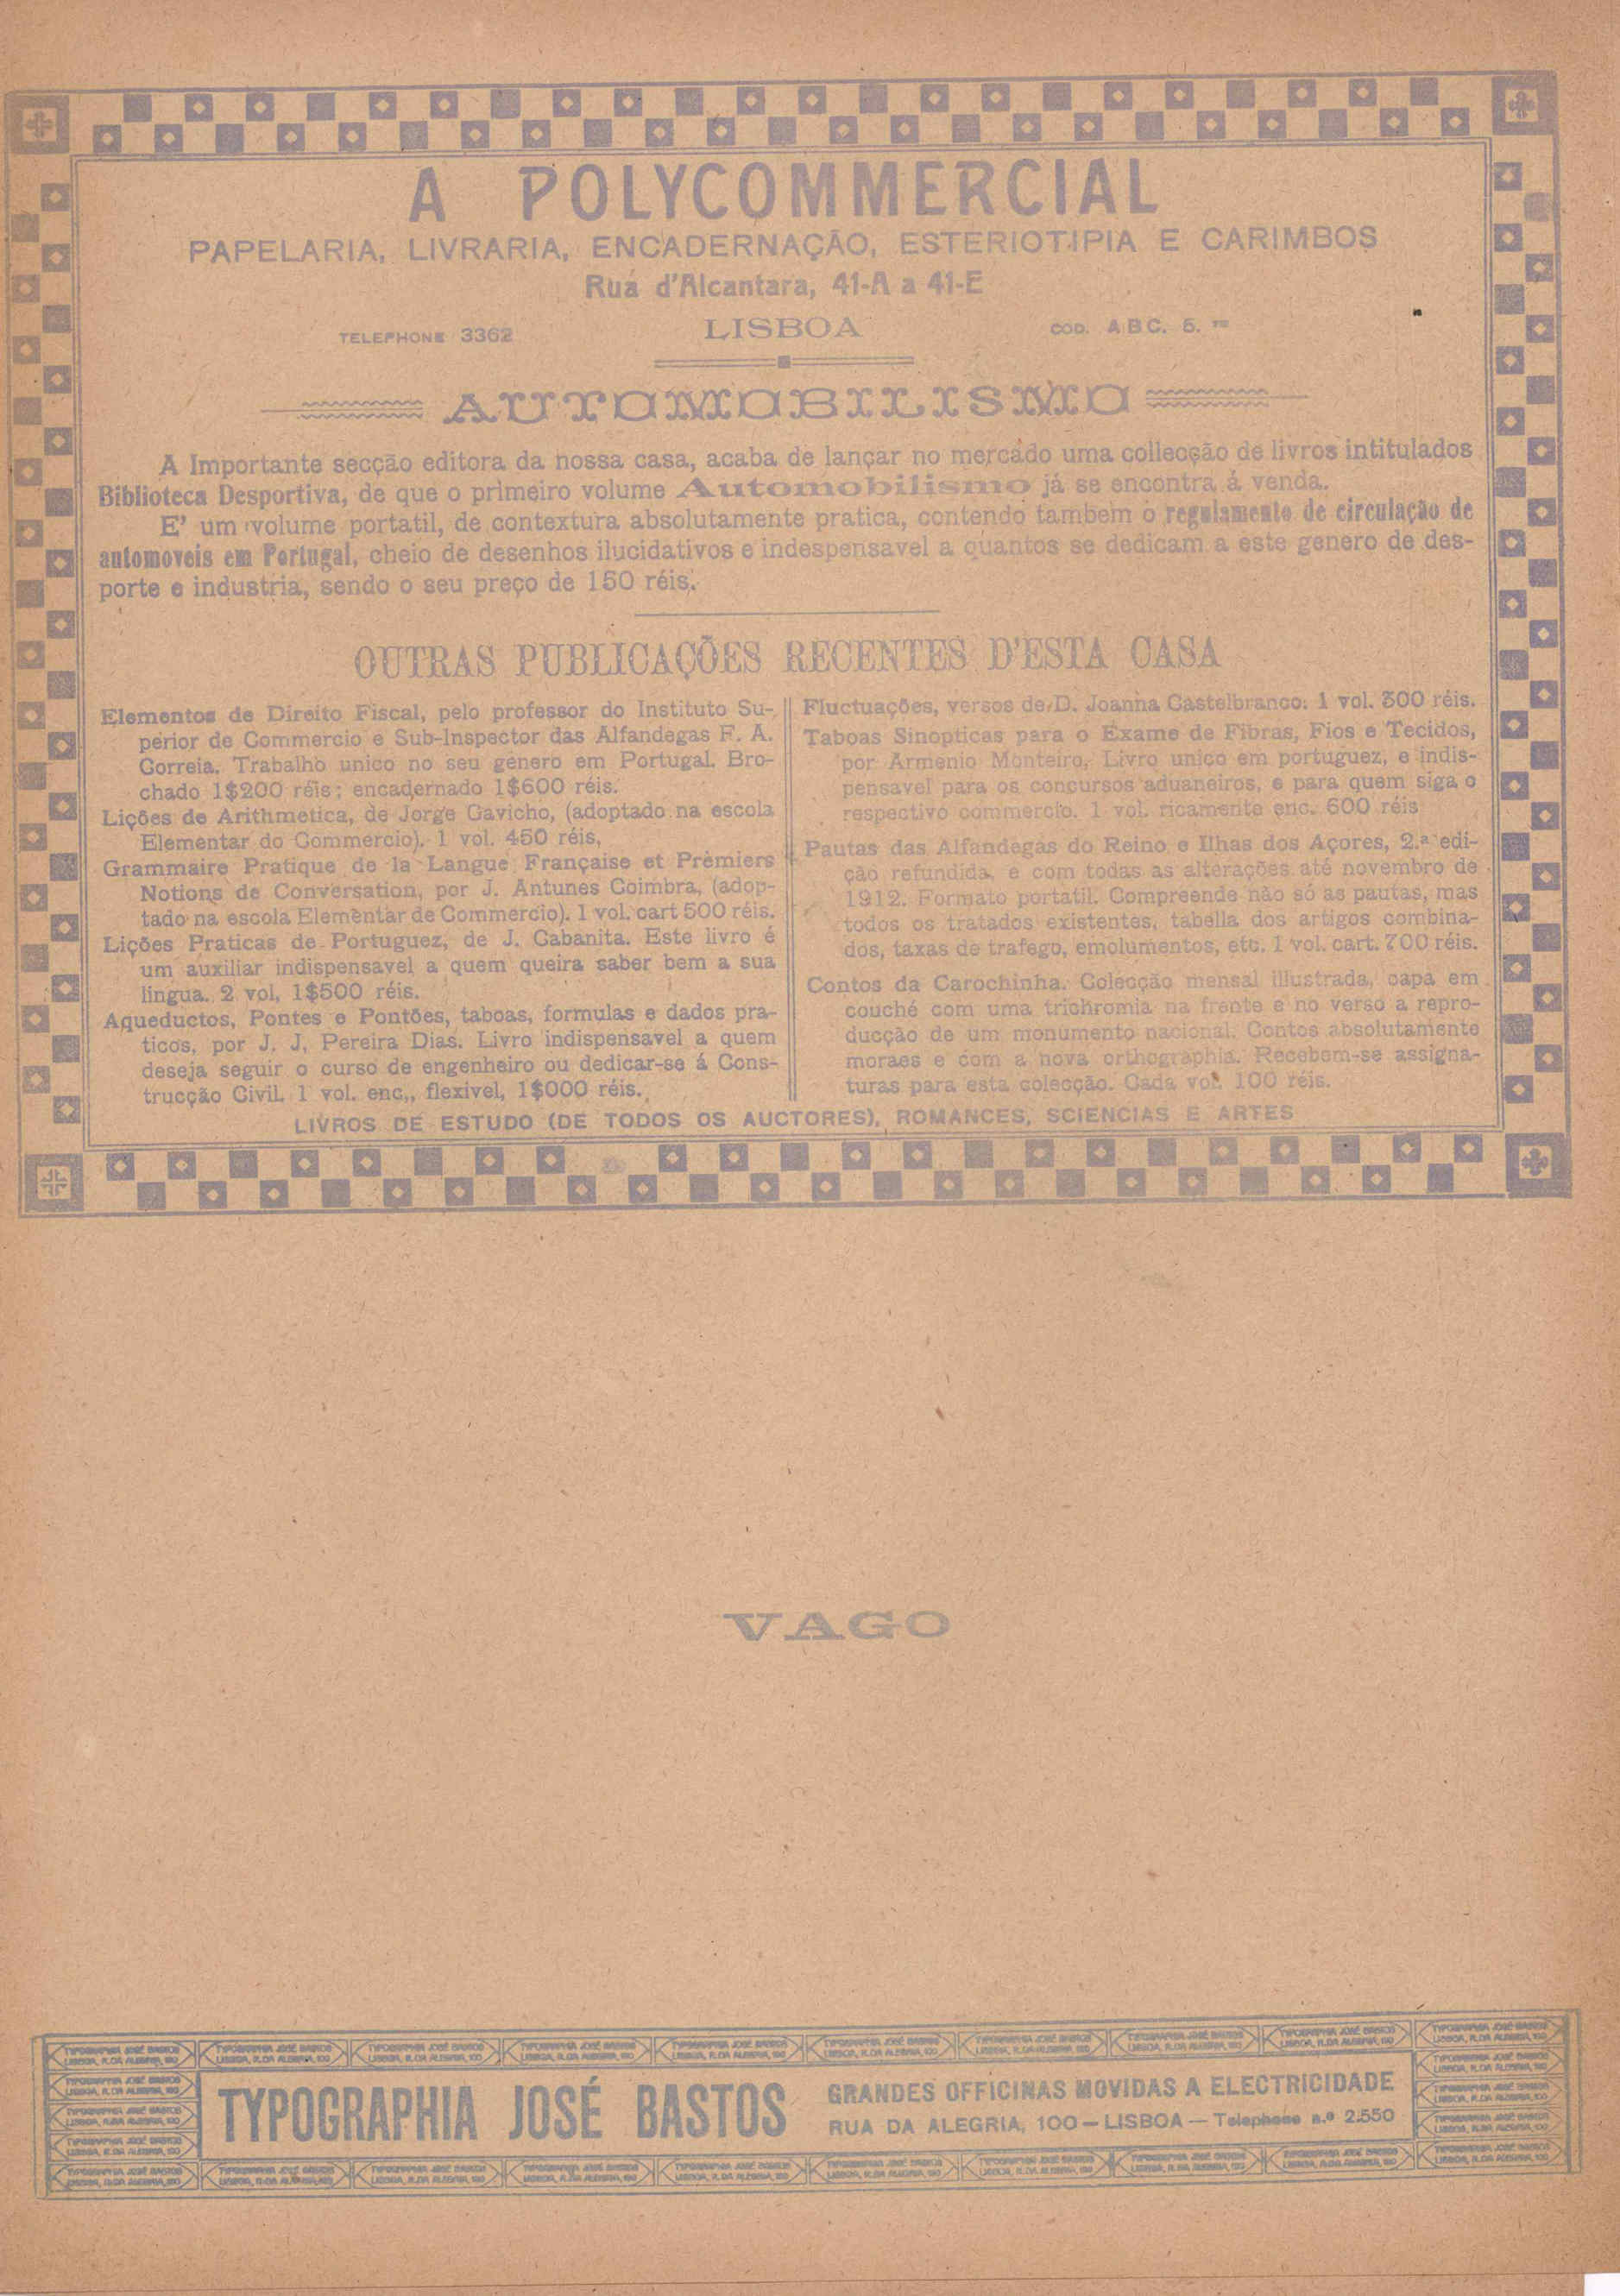 A POLYCOMMERCIAL
PAPELARIA, LIVRARIA, ENCADERNAÇÃO, ESTERIOTIPIA E CARIMBOS
Rua d'Alcantara, 41-A a 41-E
TELEPHONE 3362 LISBOA COD. A B C. 5.
AUTOMOBILISMO
A Importante secção editora da nossa casa, acaba de lançar no mercado uma collecção de livros intitulados
Biblioteca Desportiva, de que o primeiro volume Automobilismo já se encontra á venda.
E' um volume portatil, de contextura absolutamente pratica, contendo tambem o regulamento de circulação de
automoveis em Portugal, cheio de desenhos ilucidativos e indespensavel a quantos se dedicam a este genero de des-
porte e industria, sendo o seu preço de 150 réis.
OUTRAS PUBLICAÇÕES RECENTES D'ESTA CASA
Elementos de Direito Fiscal, pelo professor do Instituto Su-
perior de Commercio e Sub-Inspector das Alfandegas F. A.
Correia. Trabalho unico no seu genero em Portugal. Bro-
chado 1$200 réis; encadernado 1$600 réis.
Lições de Arithmetica, de Jorge Gavicho, (adoptado na escola
Elementar do Commercio). 1 vol. 450 réis,
Grammaire Pratique de la Langue Française et Prèmiers
Notions de Conversation, por J. Antunes Coimbra, (adop-
tado na escola Elementar de Commercio). 1 vol. cart 500 réis.
Lições Praticas de Portuguez, de J. Cabanita. Este livro é
um auxiliar indispensavel a quem queira saber bem a sua
lingua. 2 vol, 1$500 réis.
Aqueductos, Pontes e Pontões, taboas, formulas e dados pra-
ticos, por J. J, Pereira Dias. Livro indispensavel a quem
deseja seguir o curso de engenheiro ou dedicar-se á Cons-
trucção Civil. 1 vol. enc,, flexivel, 1$000 réis.
Fluctuações, versos de D. Joanna Castelbranco: 1 vol. 300 réis.
Taboas Sinopticas para o Exame de Fibras, Fios e Tecidos,
por Armenio Monteiro, Livro unico em portuguez, e indis-
pensavel para os concursos aduaneiros, e para quem siga o
respectivo commercio. 1 vol. ricamente enc. 600 réis
Pautas das Alfandegas do Reino e Ilhas dos Açores, 2.ª edi-
ção refundida, e com todas as alterações até novembro de
1912. Formato portatil. Compreende não só as pautas, mas
todos os tratados existentes, tabella dos artigos combina-
dos, taxas de trafego, emolumentos, etc. 1 vol. cart. 700 réis.
Contos da Carochinha. Colecção mensal illustrada, capa em
couché com uma trichromia na frente e no verso a repro-
ducção de um monumento nacional. Contos absolutamente
moraes e com a nova orthographia. Recebem-se assigna-
turas para esta colecção. Cada vol. 100 réis.
LIVROS DE ESTUDO (DE TODOS OS AUCTORES), ROMANCES, SCIENCIAS E ARTES
VAGO
TYPOGRAPHIA JOSÉ BASTOS
GRANDES OFFICINAS MOVIDAS A ELECTRICIDADE
RUA DA ALEGRIA, 100 — LISBOA — Telephone n.º 2.550